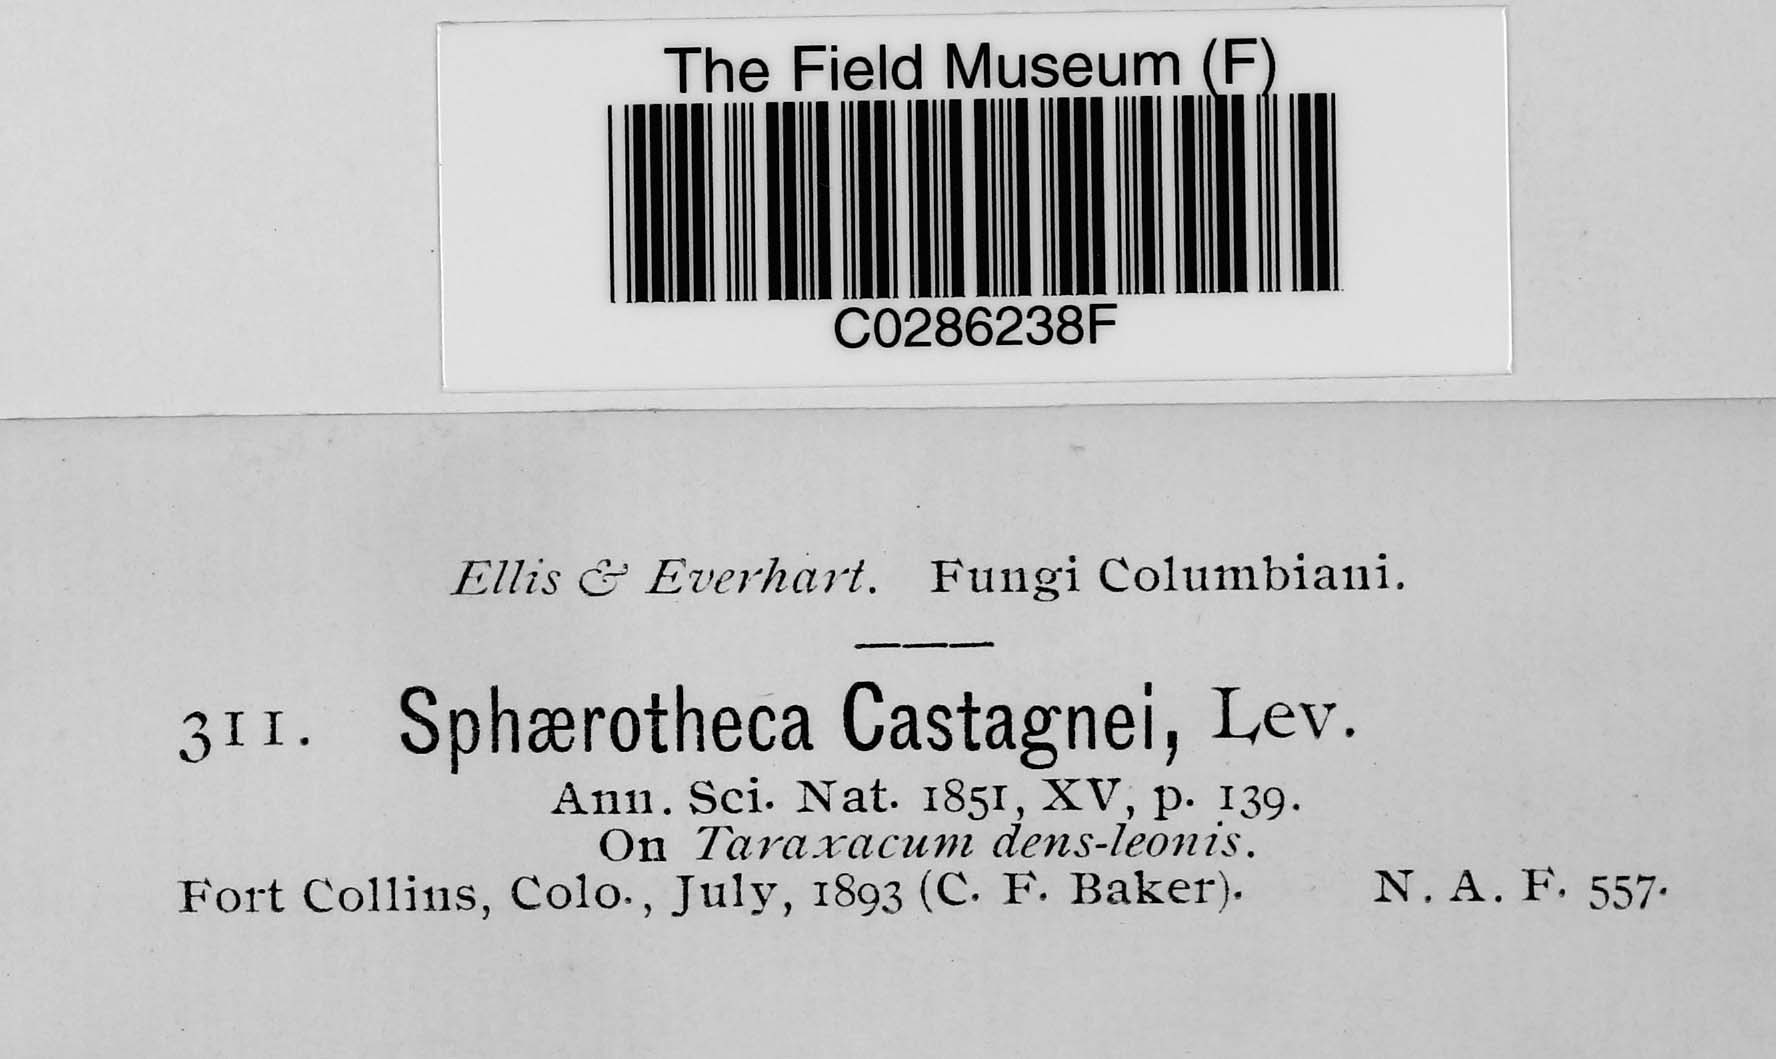 The Field Museum (F)
C0286238F
Ellis & Everhart. Fungi Columbiani.
311. Sphærotheca Castagnei, Lev.
Ann. Sci. Nat. 1851, XV, p. 139.
On Taraxacum dens-leonis.
Fort Collins, Colo., July, 1893 (C. F. Baker). N. A. F. 557.